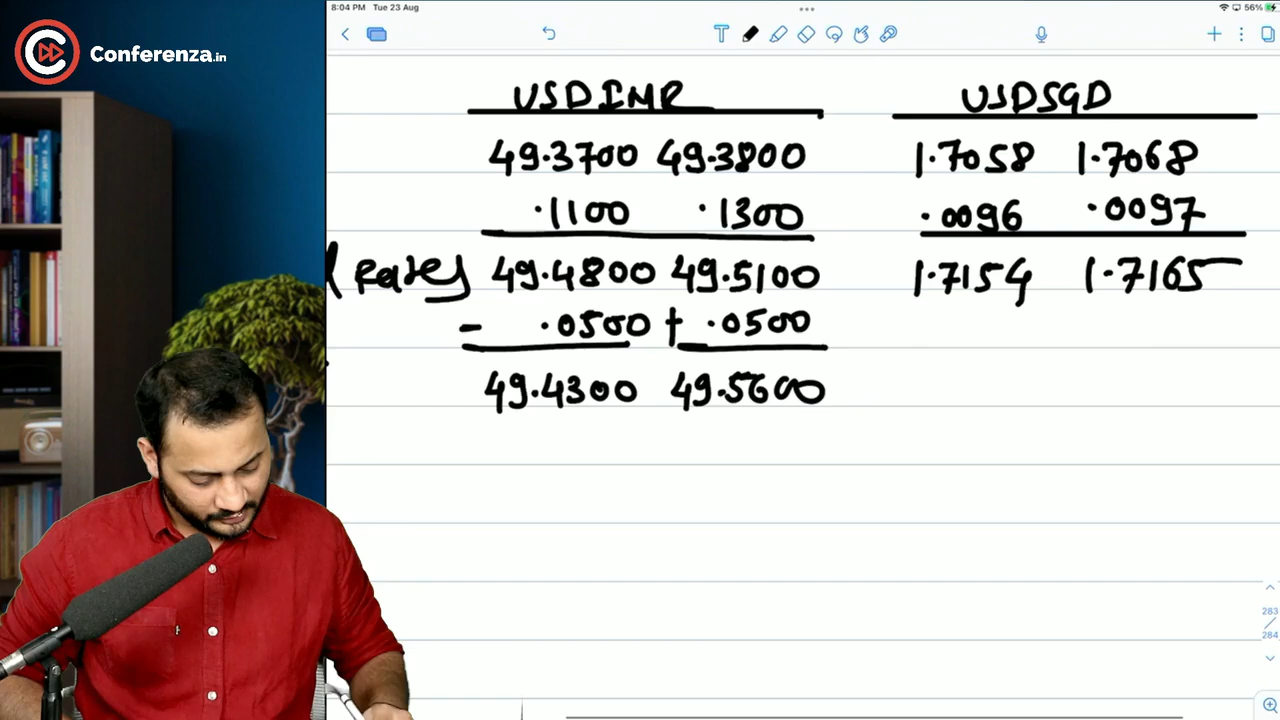 8:04 PM Tue 23 Aug
56%
Conferenza.in
USDINR USDSGD
49.3700 49.3800 1.7058 1.7068
.1100 .1300 .0096 .0097
rates 49.4800 49.5100 1.7154 1.7165
- .0500 + .0500
49.4300 49.5600
283
284